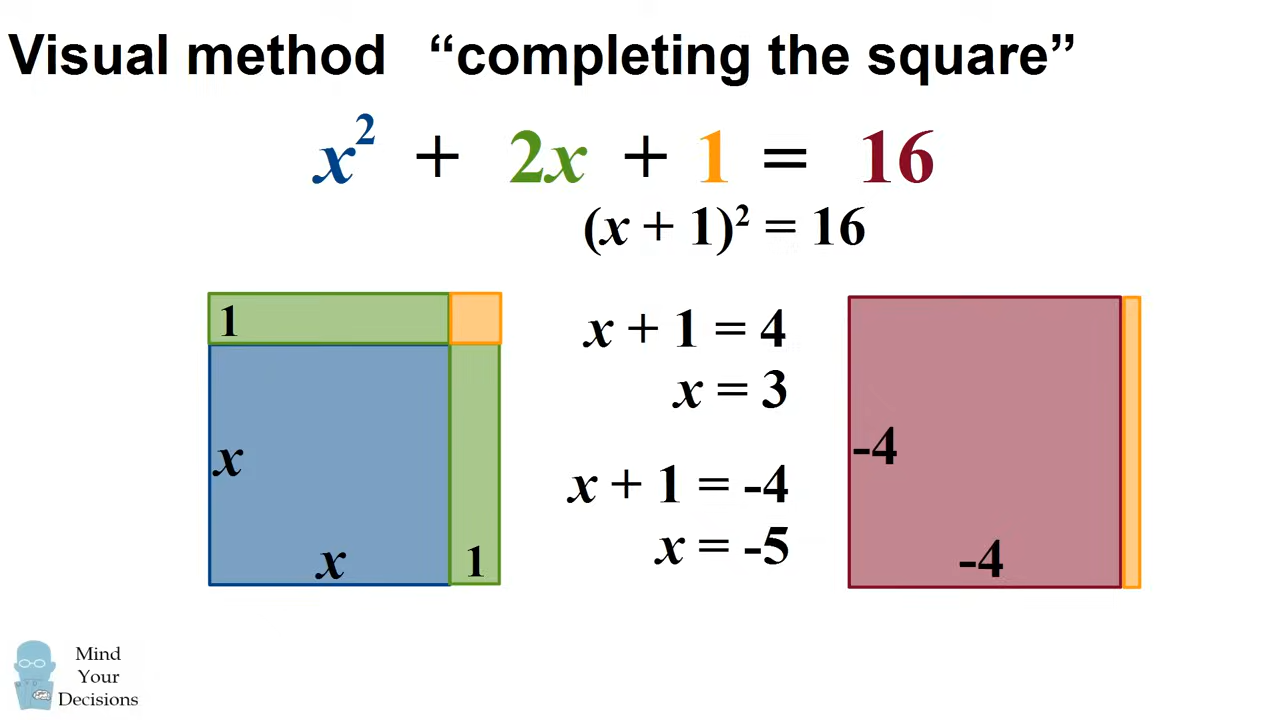 Visual method “completing the square”
x² + 2x + 1 = 16
(x + 1)² = 16
1
x
x
1
x + 1 = 4
x = 3
x + 1 = -4
x = -5
-4
-4
Mind
Your
Decisions